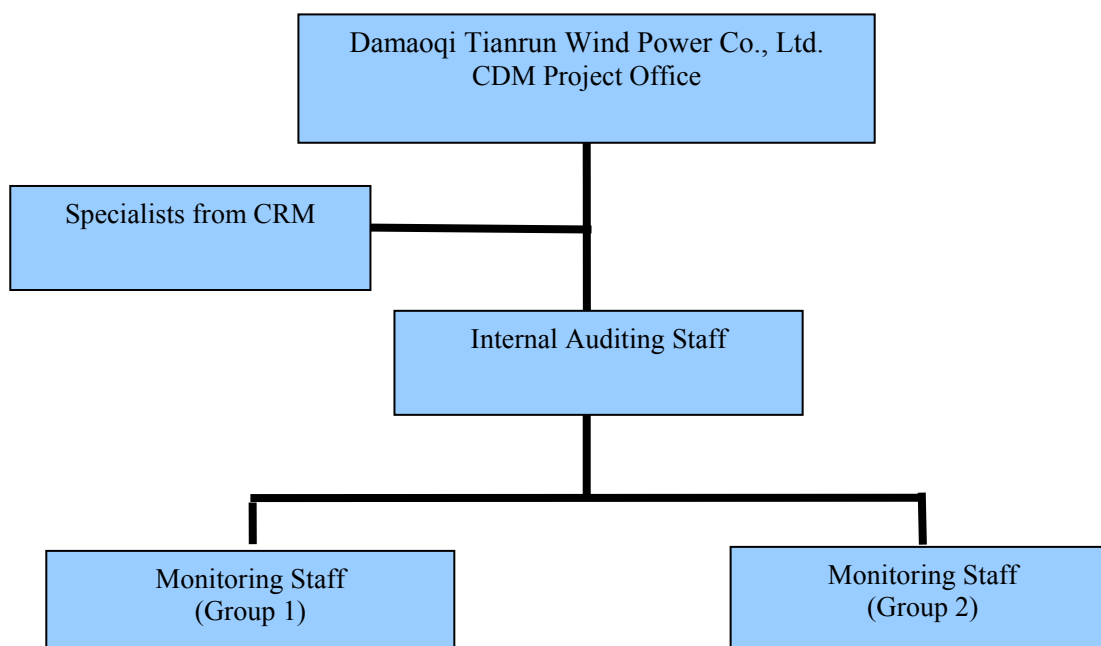 Damaoqi Tianrun Wind Power Co., Ltd.
CDM Project Office
Specialists from CRM
Internal Auditing Staff
Monitoring Staff
(Group 1)
Monitoring Staff
(Group 2)